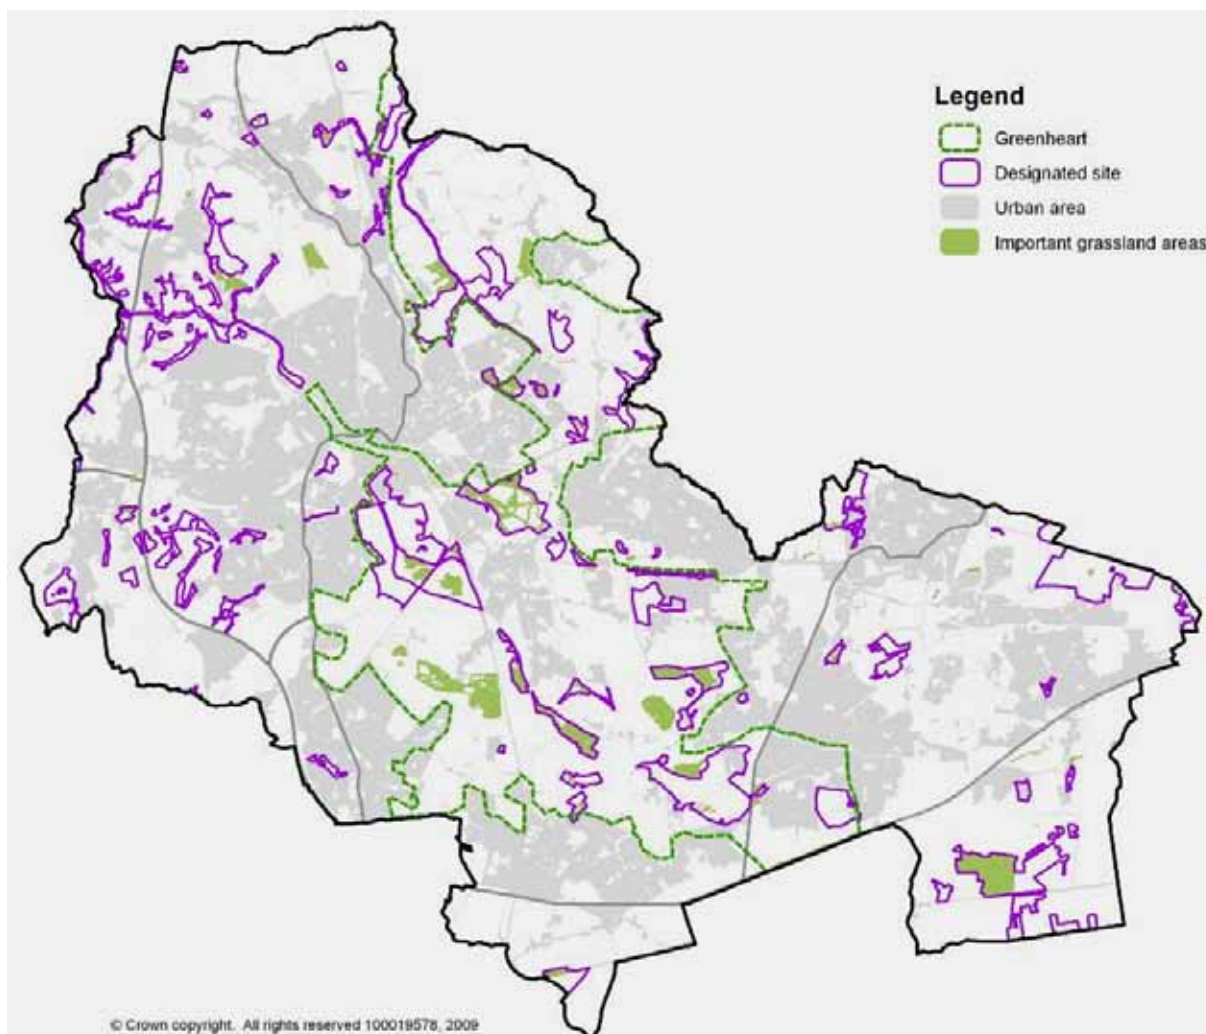 Legend
Greenheart
Designated site
Urban area
Important grassland areas
© Crown copyright. All rights reserved 100019578, 2009